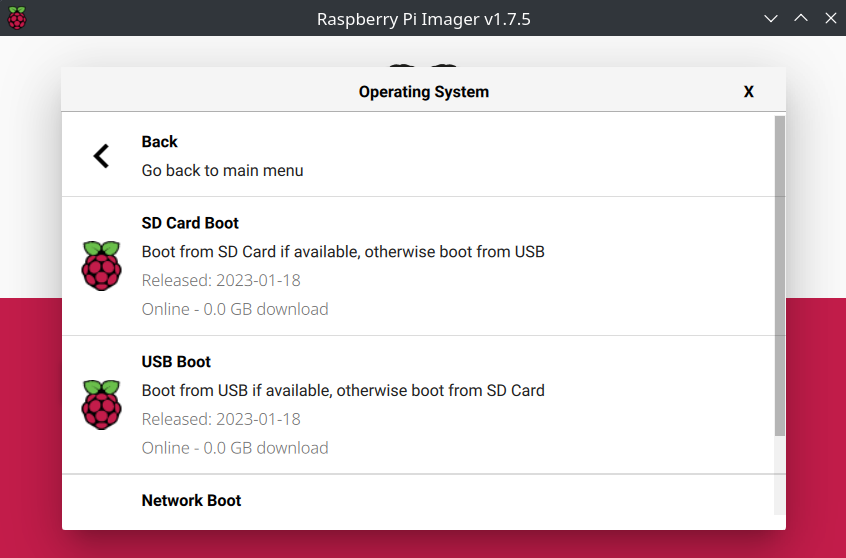 Raspberry Pi Imager v1.7.5
Operating System
X
Back
Go back to main menu
SD Card Boot
Boot from SD Card if available, otherwise boot from USB
Released: 2023-01-18
Online - 0.0 GB download
USB Boot
Boot from USB if available, otherwise boot from SD Card
Released: 2023-01-18
Online - 0.0 GB download
Network Boot